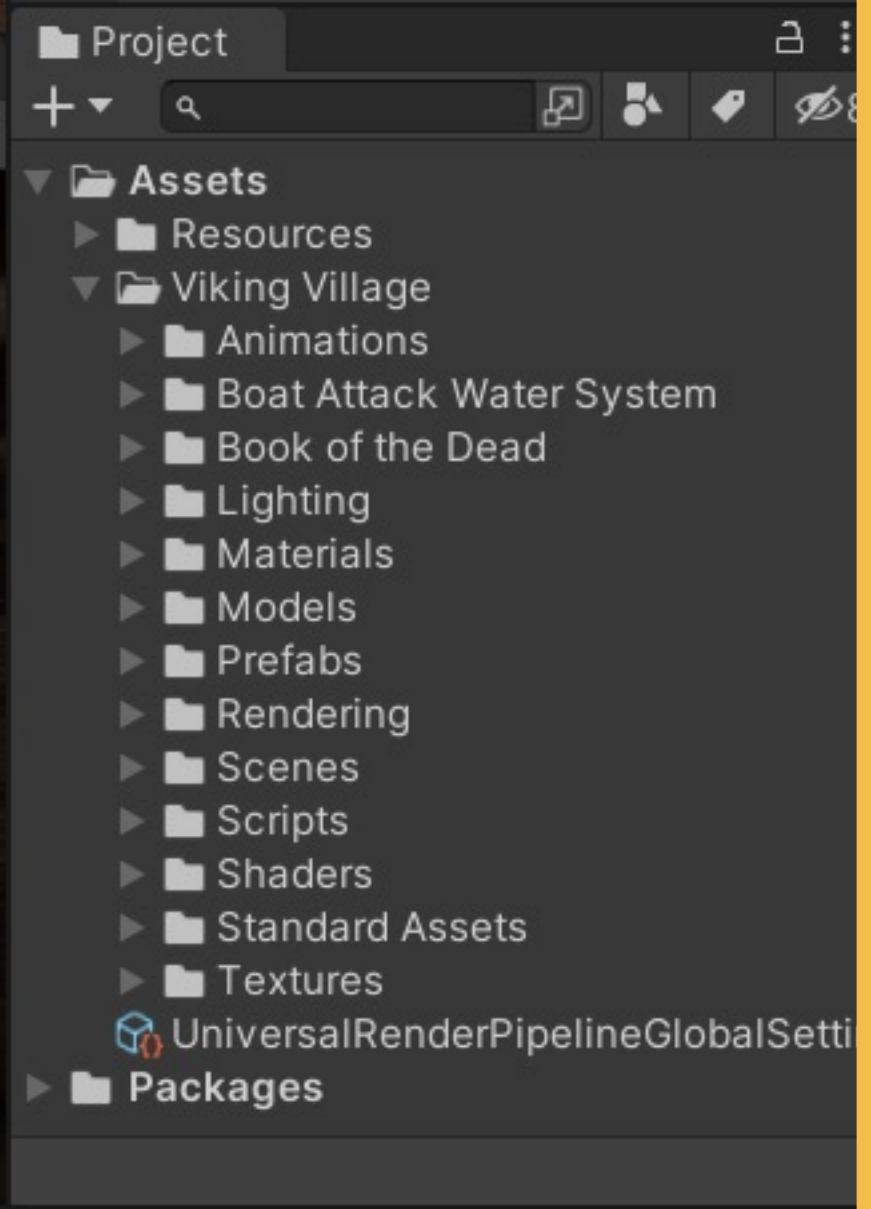 Project
Assets
Resources
Viking Village
Animations
Boat Attack Water System
Book of the Dead
Lighting
Materials
Models
Prefabs
Rendering
Scenes
Scripts
Shaders
Standard Assets
Textures
UniversalRenderPipelineGlobalSetti
Packages